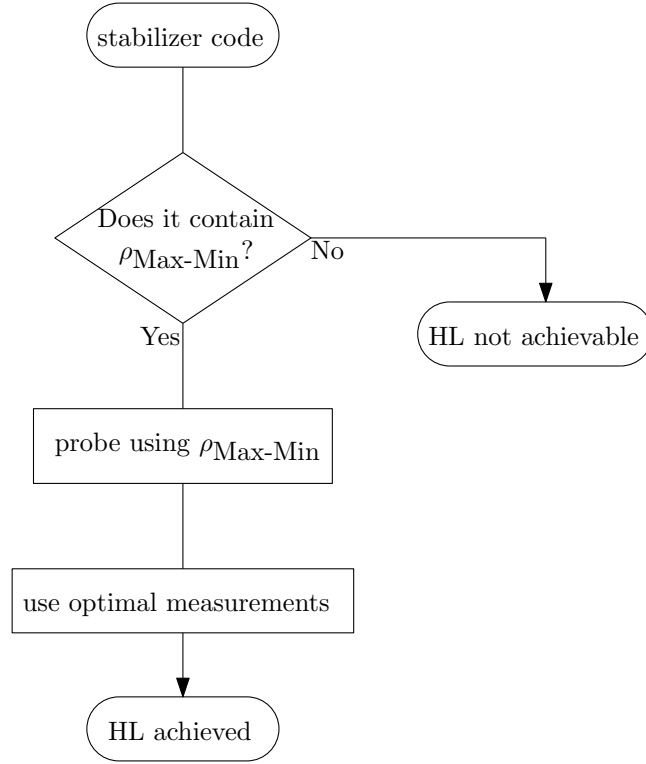 stabilizer code
Does it contain
ρMax-Min?
No
HL not achievable
Yes
probe using ρMax-Min
use optimal measurements
HL achieved